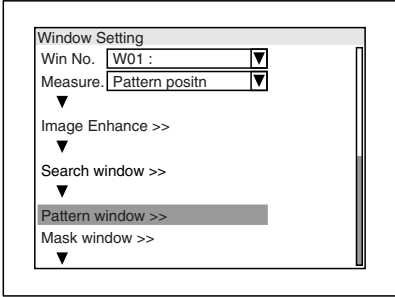 Window Setting
Win No. W01 :
Measure. Pattern positn
Image Enhance >>
Search window >>
Pattern window >>
Mask window >>